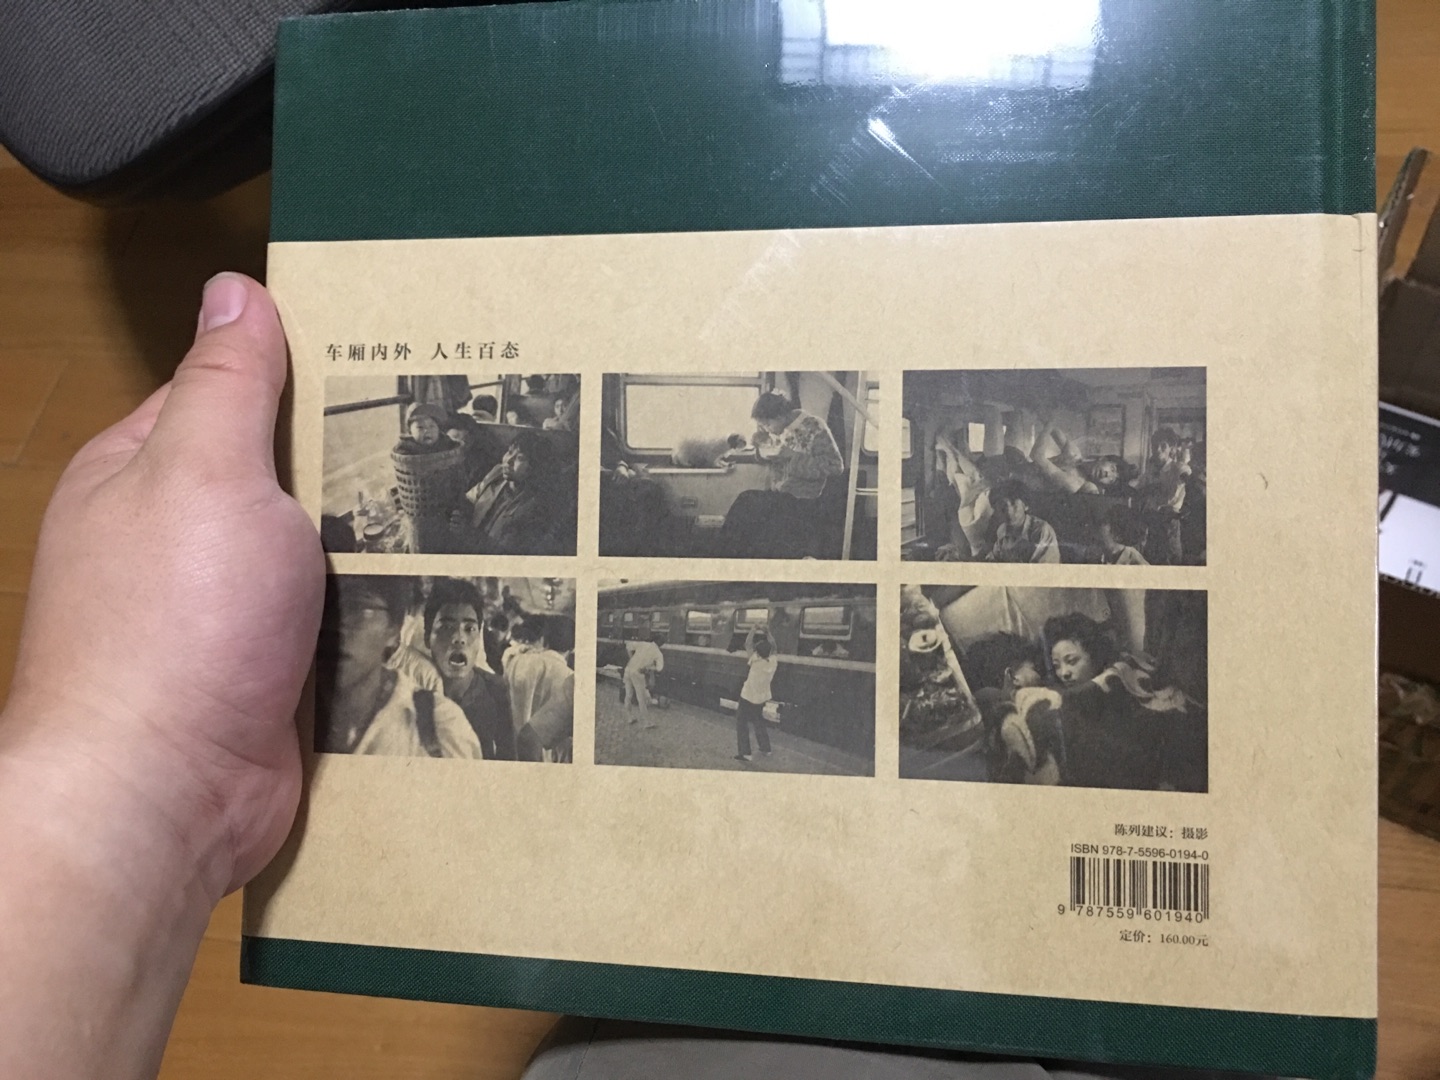 车厢内外 人生百态
陈列建议：摄影
ISBN 978-7-5596-0194-0
9 787559 601940
定价：160.00元